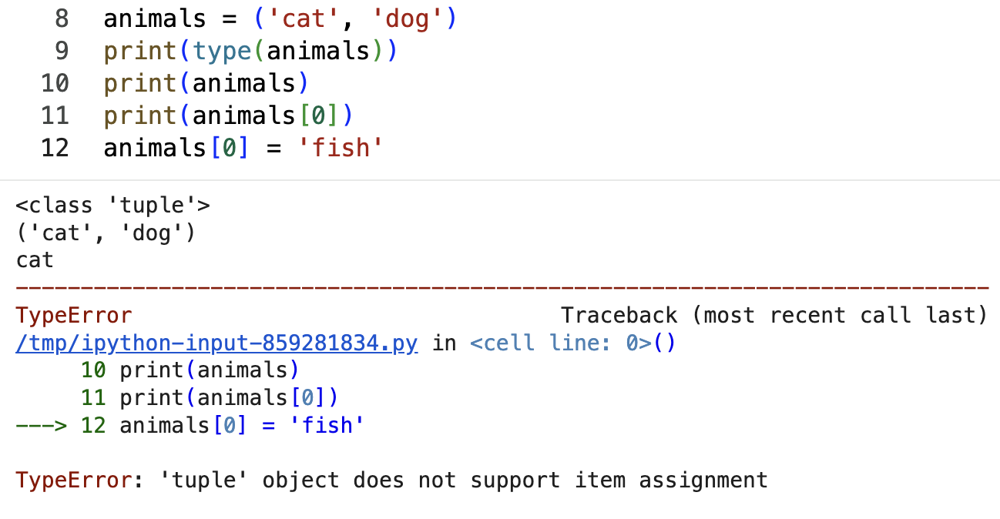 8 animals = ('cat', 'dog')
9 print(type(animals))
10 print(animals)
11 print(animals[0])
12 animals[0] = 'fish'
<class 'tuple'>
('cat', 'dog')
cat
---------------------------------------------------------------------------
TypeError Traceback (most recent call last)
/tmp/ipython-input-859281834.py in <cell line: 0>()
10 print(animals)
11 print(animals[0])
---> 12 animals[0] = 'fish'
TypeError: 'tuple' object does not support item assignment